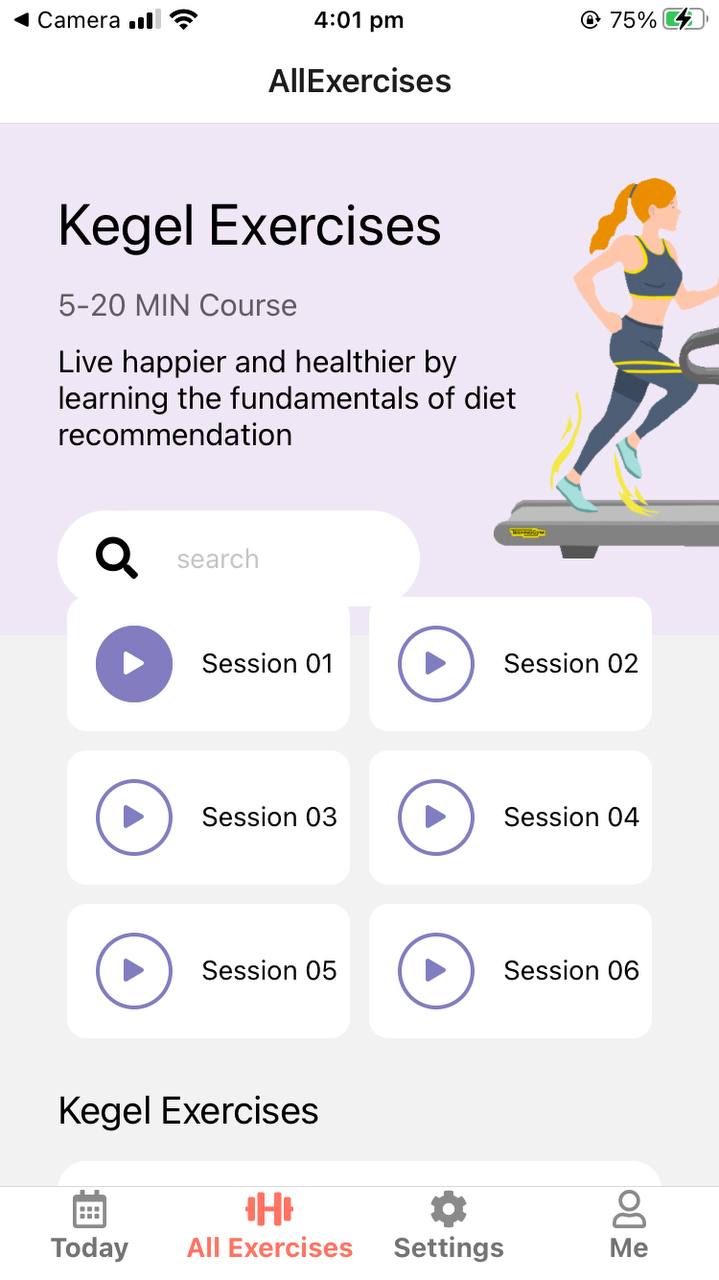 Camera 4:01 pm 75%
AllExercises
Kegel Exercises
5-20 MIN Course
Live happier and healthier by
learning the fundamentals of diet
recommendation
search
Session 01
Session 02
Session 03
Session 04
Session 05
Session 06
Kegel Exercises
Today
All Exercises
Settings
Me